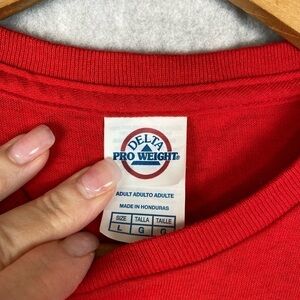 DELTA
PRO WEIGHT®
ADULT ADULTO ADULTE
MADE IN HONDURAS
SIZE TALLA TAILLE
L G G